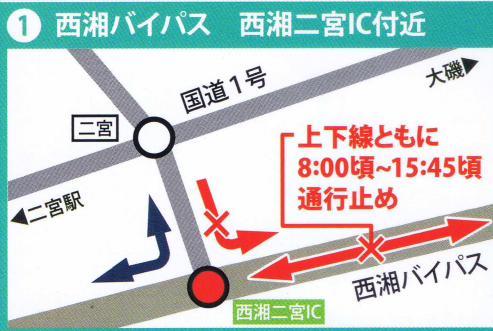 1 西湘バイパス 西湘二宮IC付近
国道1号
大磯▶
二宮
上下線ともに
8:00頃~15:45頃
通行止め
◀二宮駅
西湘バイパス
西湘二宮IC